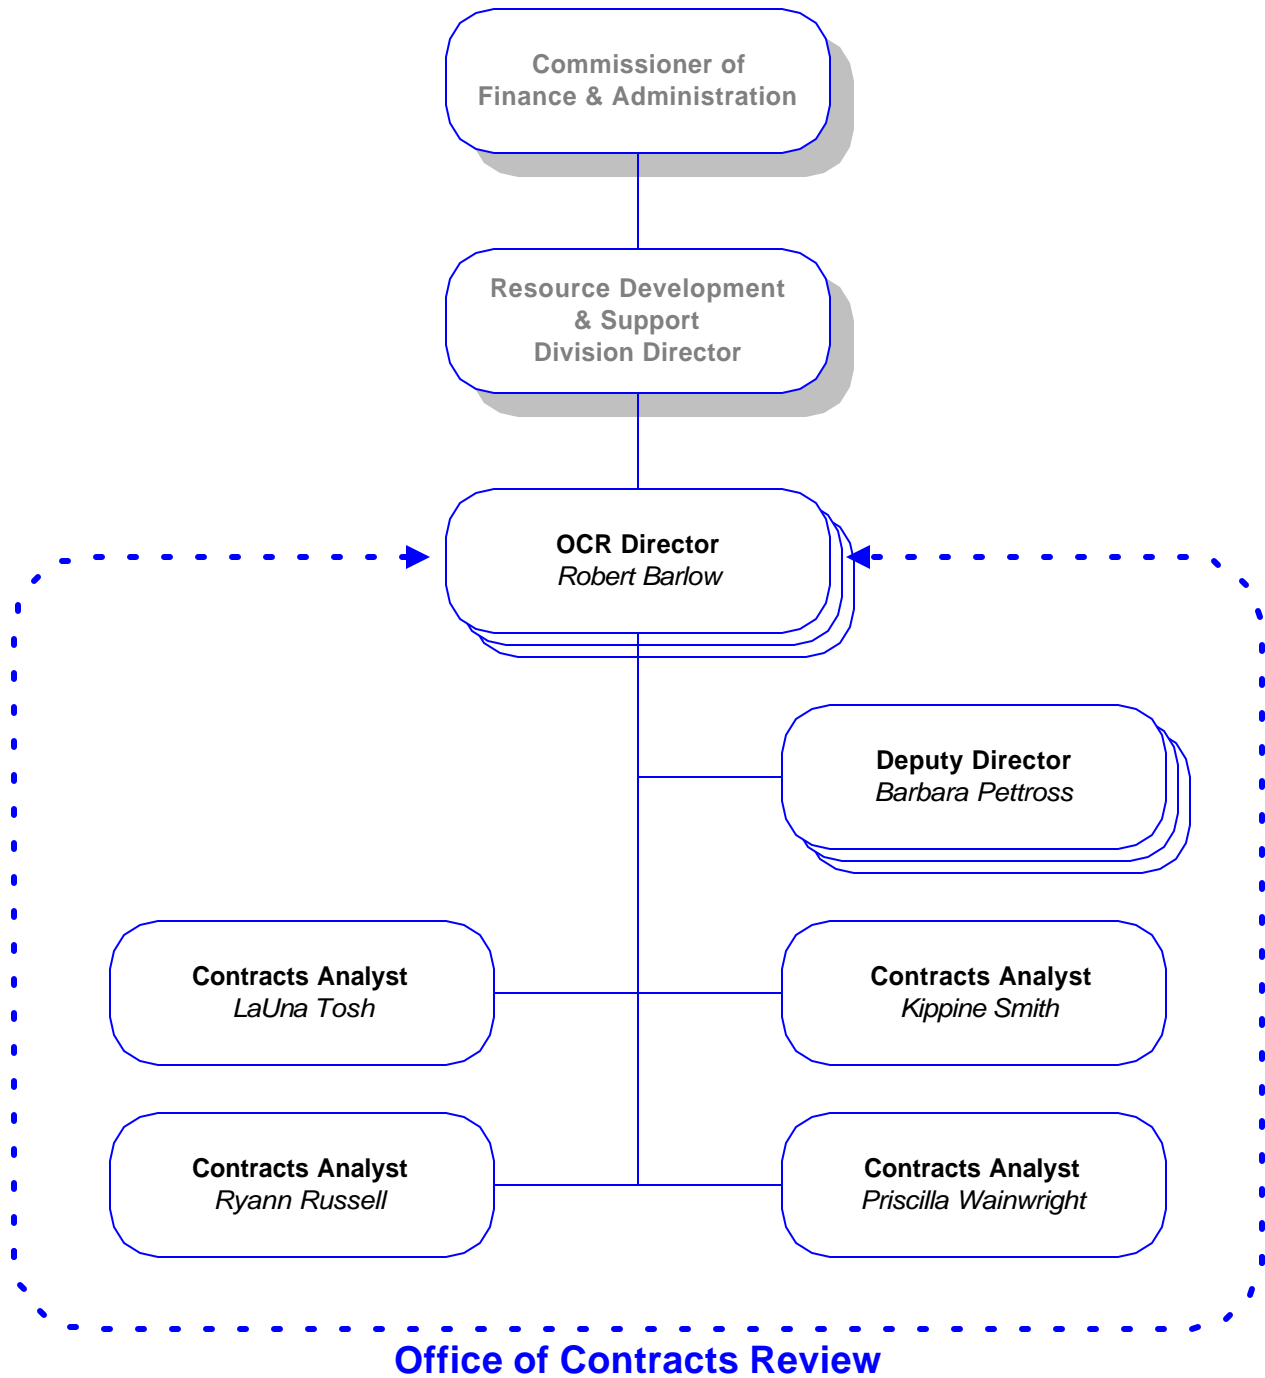 Commissioner of
Finance & Administration
Resource Development
& Support
Division Director
OCR Director
Robert Barlow
Deputy Director
Barbara Pettross
Contracts Analyst
LaUna Tosh
Contracts Analyst
Kippine Smith
Contracts Analyst
Ryann Russell
Contracts Analyst
Priscilla Wainwright
Office of Contracts Review